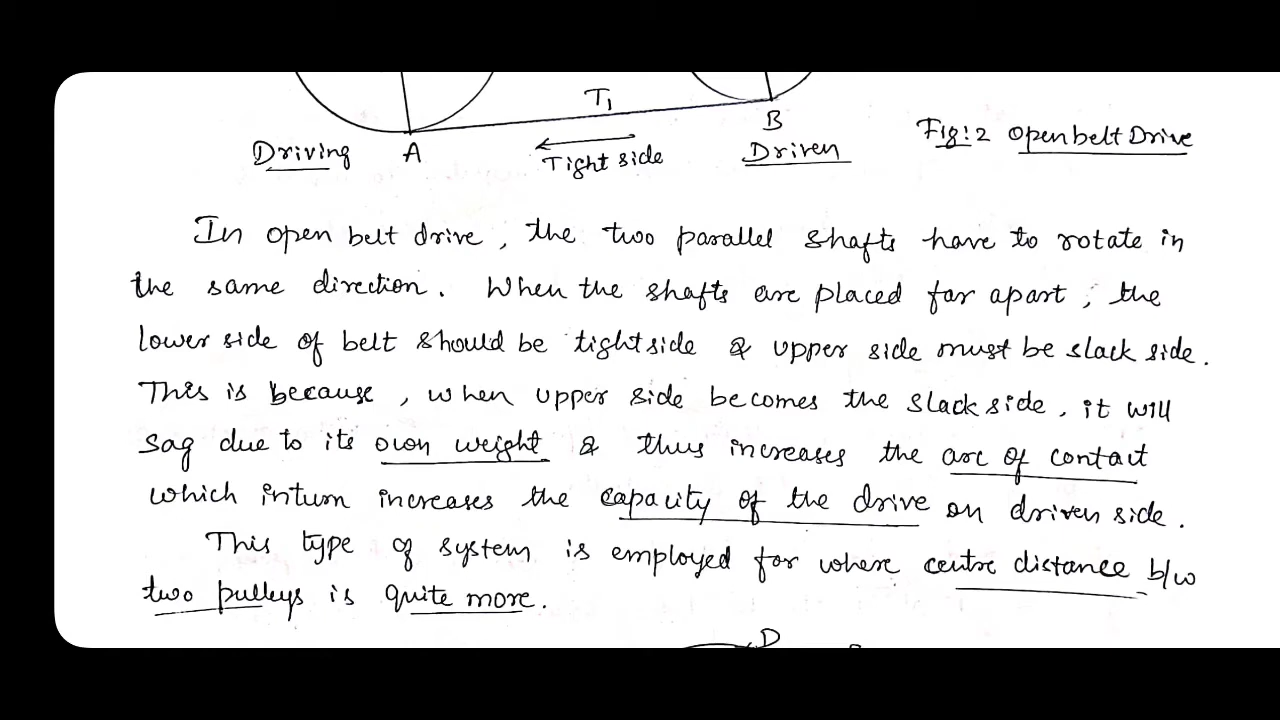 T1
B
Fig:2 Open belt Drive
Driving A
Tight side
Driven
In open belt drive, the two parallel shafts have to rotate in
the same direction. When the shafts are placed far apart, the
lower side of belt should be tight side & upper side must be slack side.
This is because, when upper side becomes the slack side, it will
sag due to its own weight & thus increases the arc of contact
which inturn increases the capacity of the drive on driven side.
This type of system is employed for where centre distance b/w
two pulleys is quite more.
D